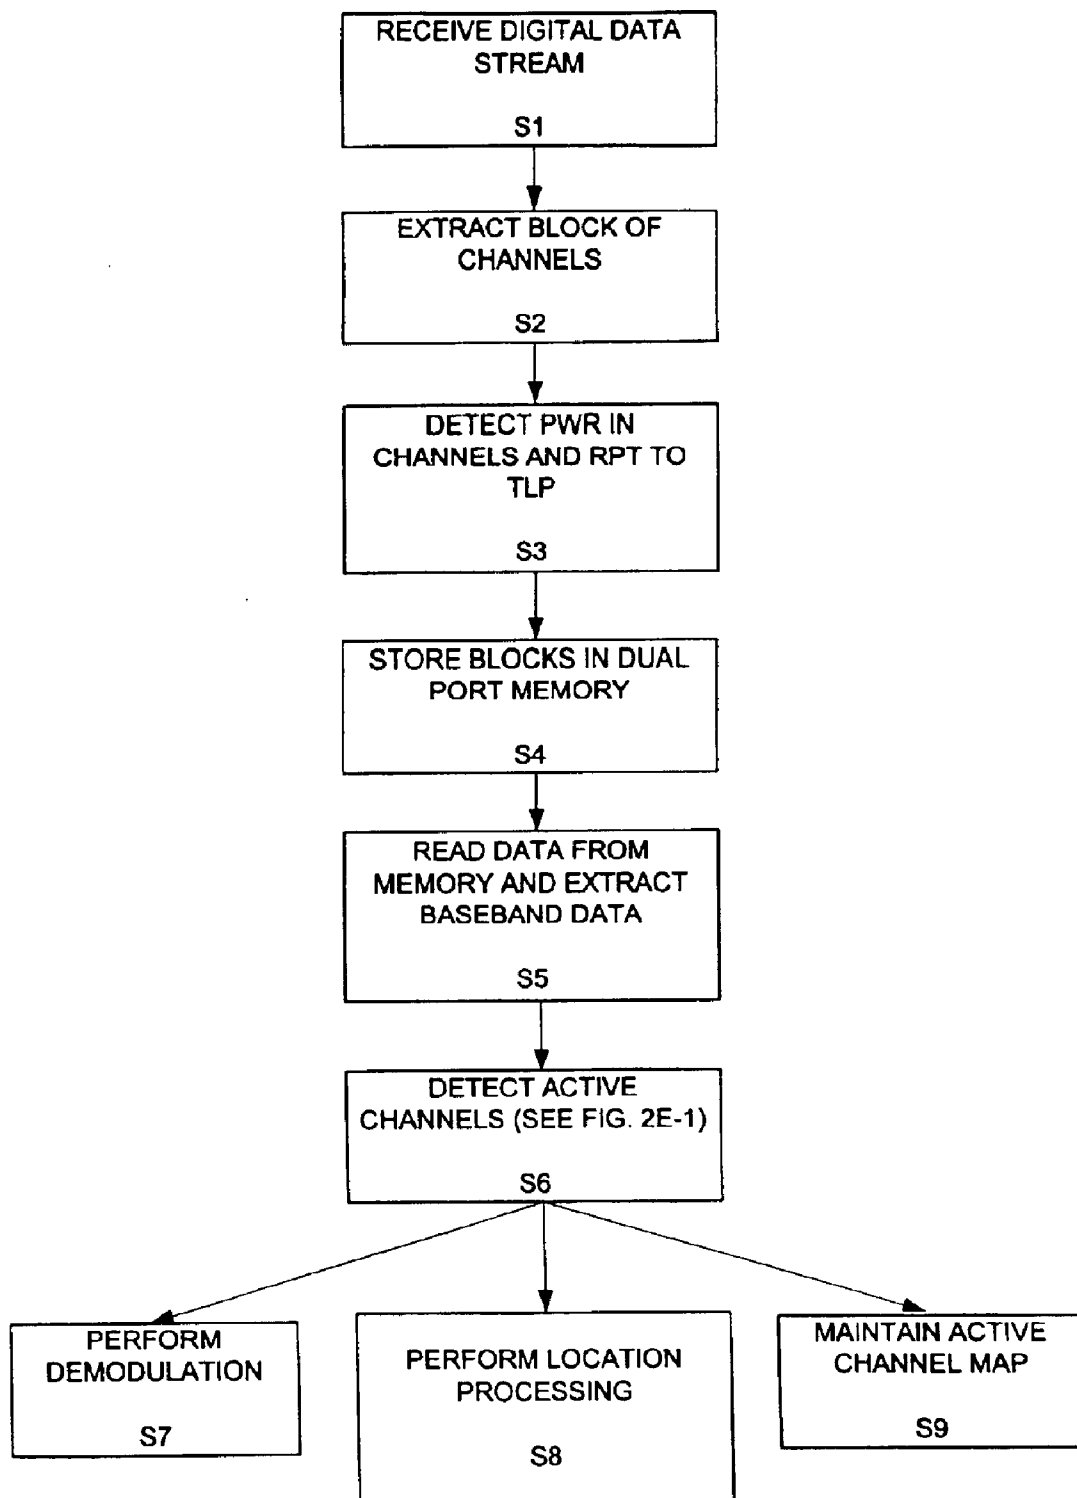 RECEIVE DIGITAL DATA
STREAM
S1
EXTRACT BLOCK OF
CHANNELS
S2
DETECT PWR IN
CHANNELS AND RPT TO
TLP
S3
STORE BLOCKS IN DUAL
PORT MEMORY
S4
READ DATA FROM
MEMORY AND EXTRACT
BASEBAND DATA
S5
DETECT ACTIVE
CHANNELS (SEE FIG. 2E-1)
S6
PERFORM
DEMODULATION
S7
PERFORM LOCATION
PROCESSING
S8
MAINTAIN ACTIVE
CHANNEL MAP
S9